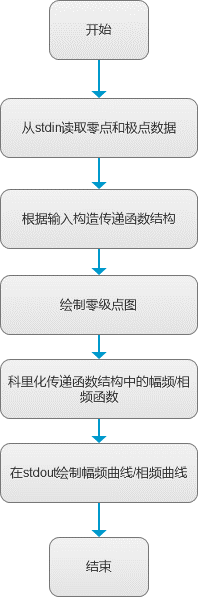 开始
从stdin读取零点和极点数据
根据输入构造传递函数结构
绘制零级点图
科里化传递函数结构中的幅频/相
频函数
在stdout绘制幅频曲线/相频曲线
结束